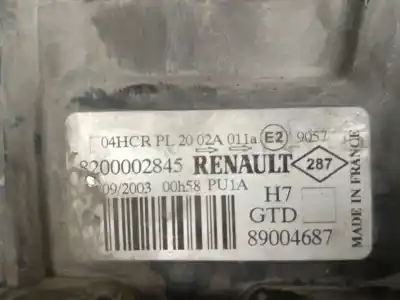 04HCR PL 20 02A 011a E2 9057
8200002845 RENAULT 287
09/2003 00h58 PU1A
H7
GTD
89004687
MADE IN FRANCE